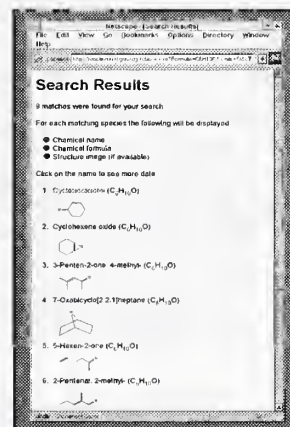 Netscape - [Search Results]
File Edit View Go Bookmarks Options Directory Window
Help
Search Results
9 matches were found for your search
For each matching species the following will be displayed
● Chemical name
● Chemical formula
● Structure image (if available)
Click on the name to see more data
1 (C₆H₁₀O)
2. Cyclohexene oxide (C₆H₁₀O)
3. 3-Penten-2-one, 4-methyl- (C₆H₁₀O)
4 7-Oxabicyclo[2.2.1]heptane (C₆H₁₀O)
5. 5-Hexen-2-one (C₆H₁₀O)
6. 2-Pentenal, 2-methyl- (C₆H₁₀O)